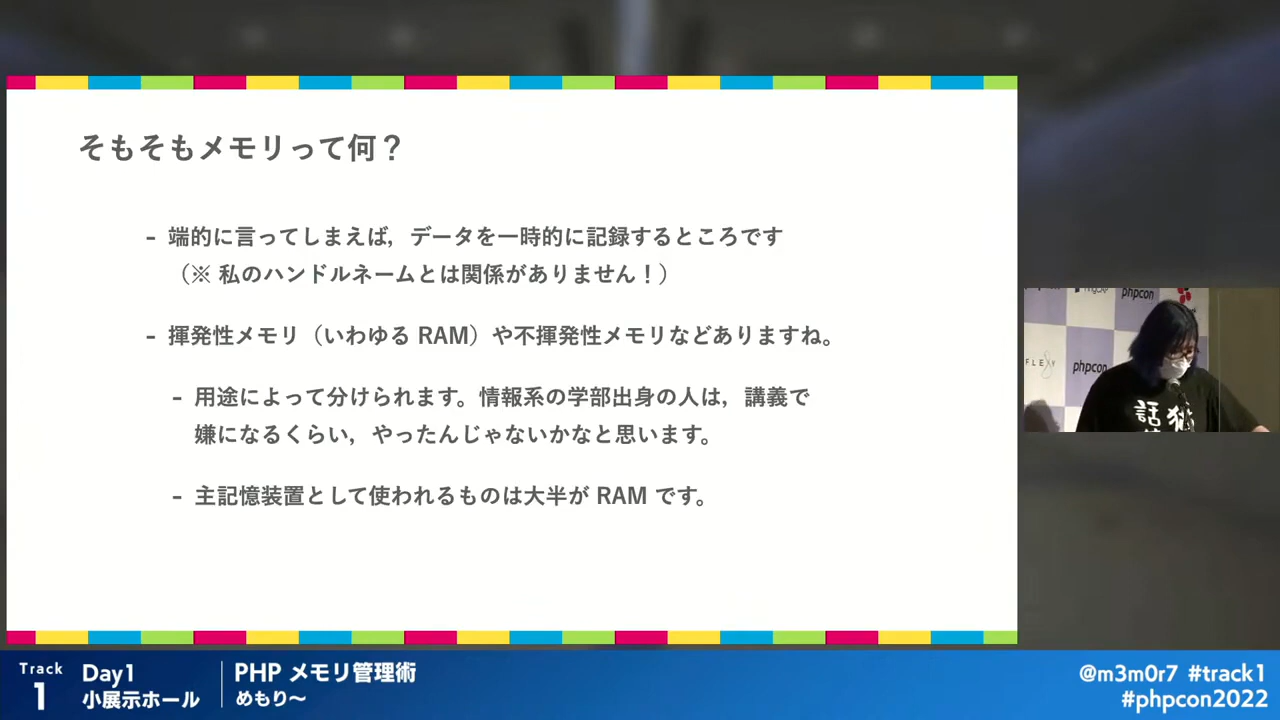 そもそもメモリって何？
- 端的に言ってしまえば，データを一時的に記録するところです
（※ 私のハンドルネームとは関係がありません！）
- 揮発性メモリ（いわゆる RAM）や不揮発性メモリなどありますね。
- 用途によって分けられます。情報系の学部出身の人は，講義で
嫌になるくらい，やったんじゃないかなと思います。
- 主記憶装置として使われるものは大半が RAM です。
phpcon
FLEXY
phpcon
Track
1
Day1
小展示ホール
PHP メモリ管理術
めもり〜
@m3m0r7 #track1
#phpcon2022